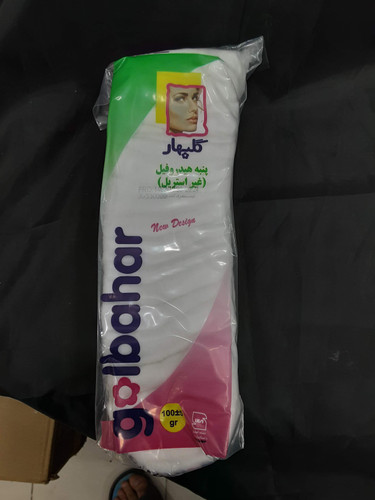 گلبهار
پنبه هیدروفیل
(غیر استریل)
New Design
golbahar
100±5
gr